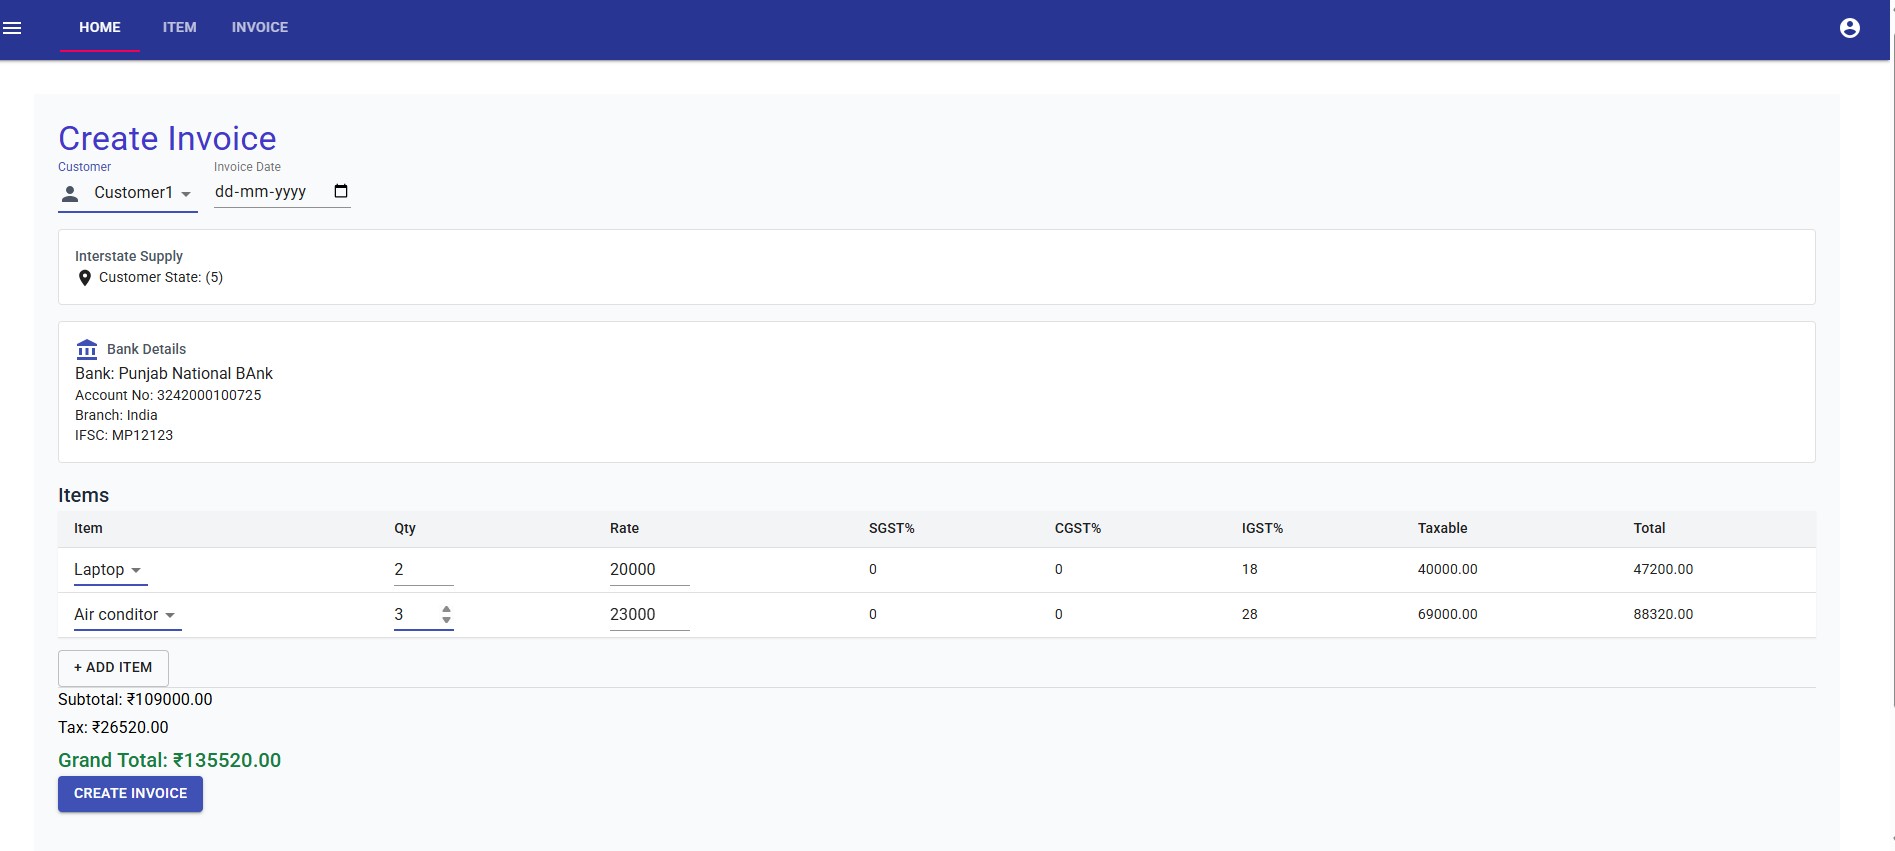 HOME ITEM INVOICE
Create Invoice
Customer Invoice Date
Customer1 dd-mm-yyyy
Interstate Supply
Customer State: (5)
Bank Details
Bank: Punjab National BAnk
Account No: 3242000100725
Branch: India
IFSC: MP12123
Items
Item Qty Rate SGST% CGST% IGST% Taxable Total
Laptop 2 20000 0 0 18 40000.00 47200.00
Air conditor 3 23000 0 0 28 69000.00 88320.00
+ ADD ITEM
Subtotal: ₹109000.00
Tax: ₹26520.00
Grand Total: ₹135520.00
CREATE INVOICE